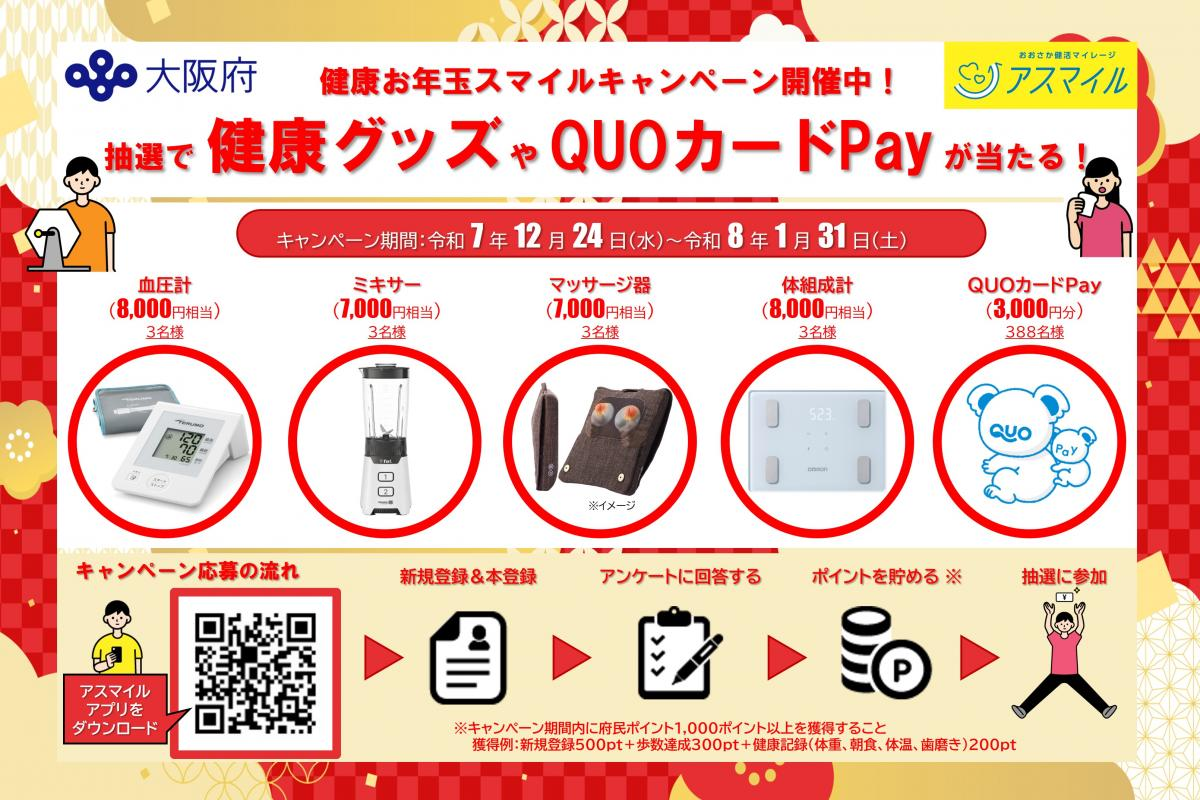 大阪府
健康お年玉スマイルキャンペーン開催中！
おおさか健活マイレージ
アスマイル
抽選で 健康グッズや QUOカードPay が当たる！
キャンペーン期間：令和 7 年 12 月 24 日（水）～令和 8 年 1 月 31 日（土）
血圧計
（8,000円相当）
3名様
ミキサー
（7,000円相当）
3名様
マッサージ器
（7,000円相当）
3名様
体組成計
（8,000円相当）
3名様
QUOカードPay
（3,000円分）
388名様
TERUMO
120
70
65
1
2
※イメージ
52.3
OMRON
QUO
Pay
キャンペーン応募の流れ
アスマイル
アプリを
ダウンロード
新規登録＆本登録
アンケートに回答する
ポイントを貯める ※
P
抽選に参加
¥
※キャンペーン期間内に府民ポイント1,000ポイント以上を獲得すること
獲得例：新規登録500pt＋歩数達成300pt＋健康記録（体重、朝食、体温、歯磨き）200pt